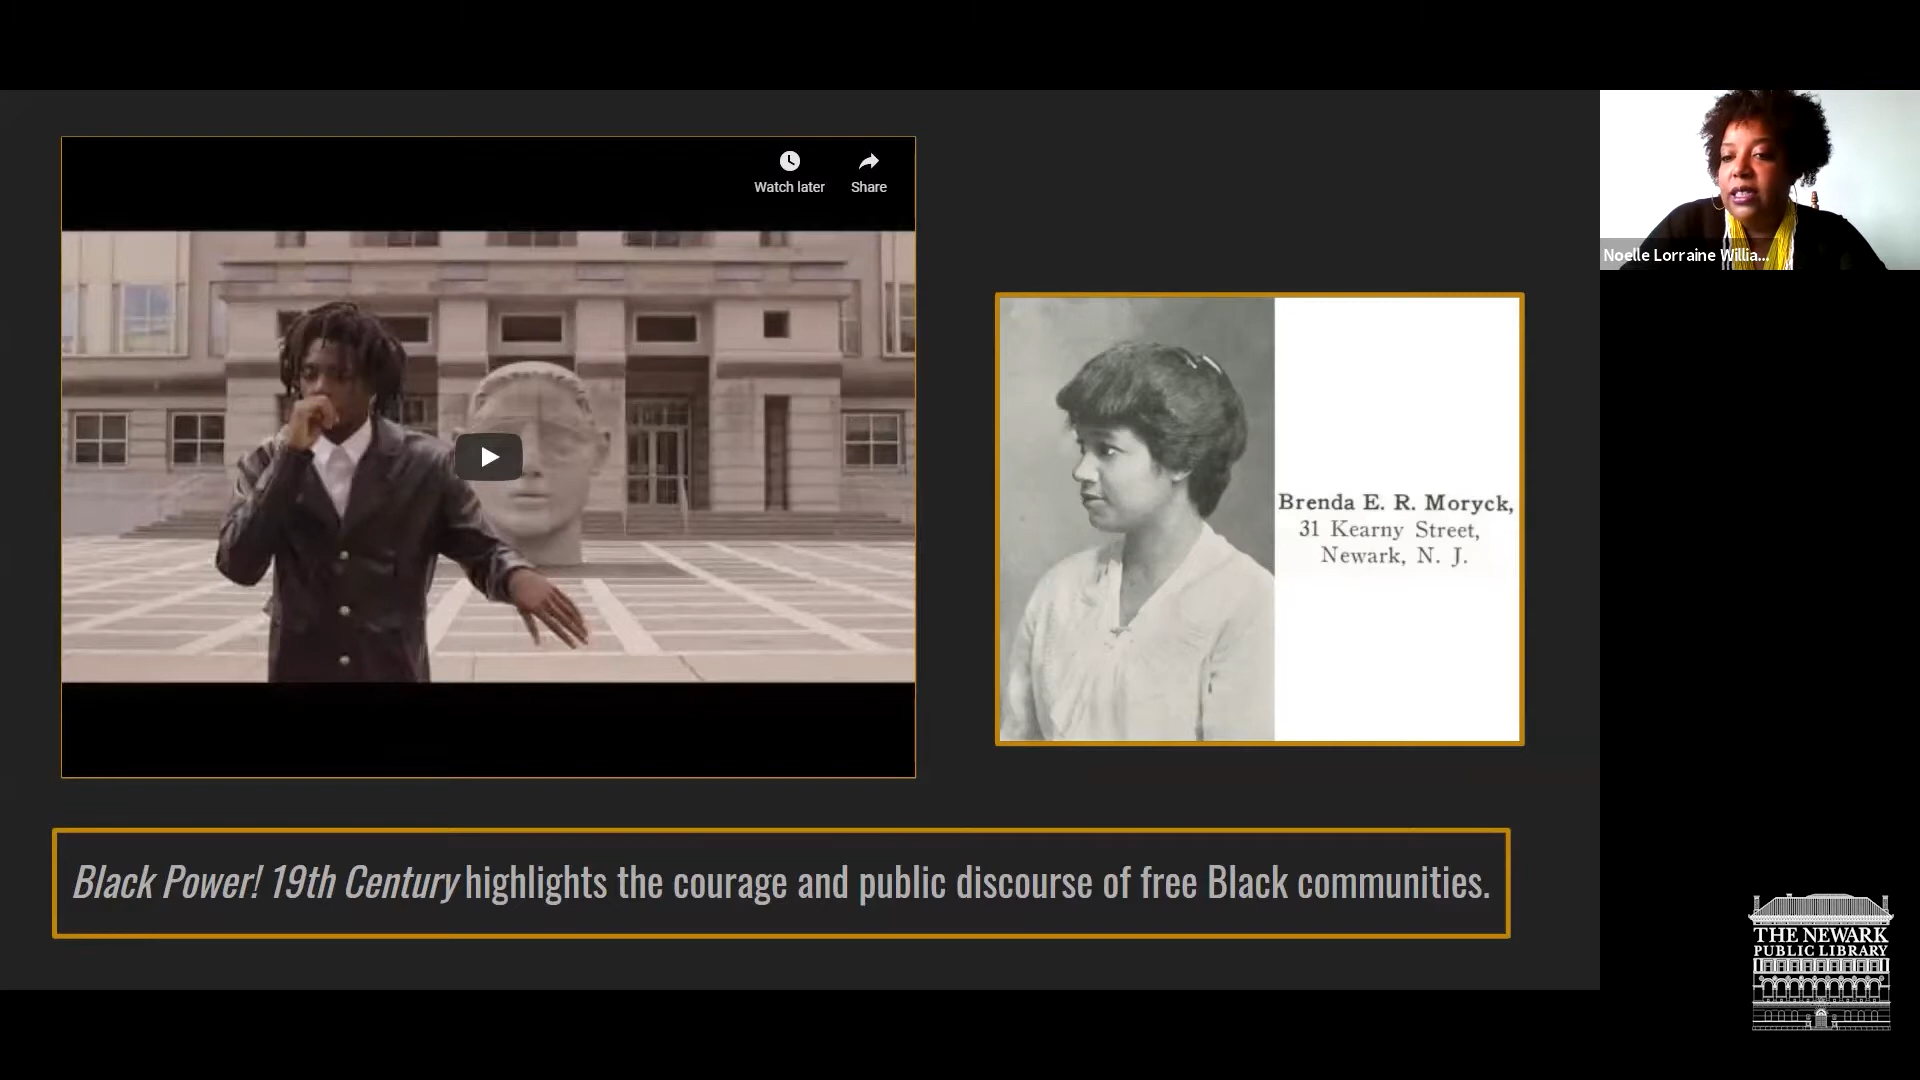 Watch later
Share
Noelle Lorraine Willia...
Brenda E. R. Moryck,
31 Kearny Street,
Newark, N. J.
Black Power! 19th Century highlights the courage and public discourse of free Black communities.
THE NEWARK
PUBLIC LIBRARY